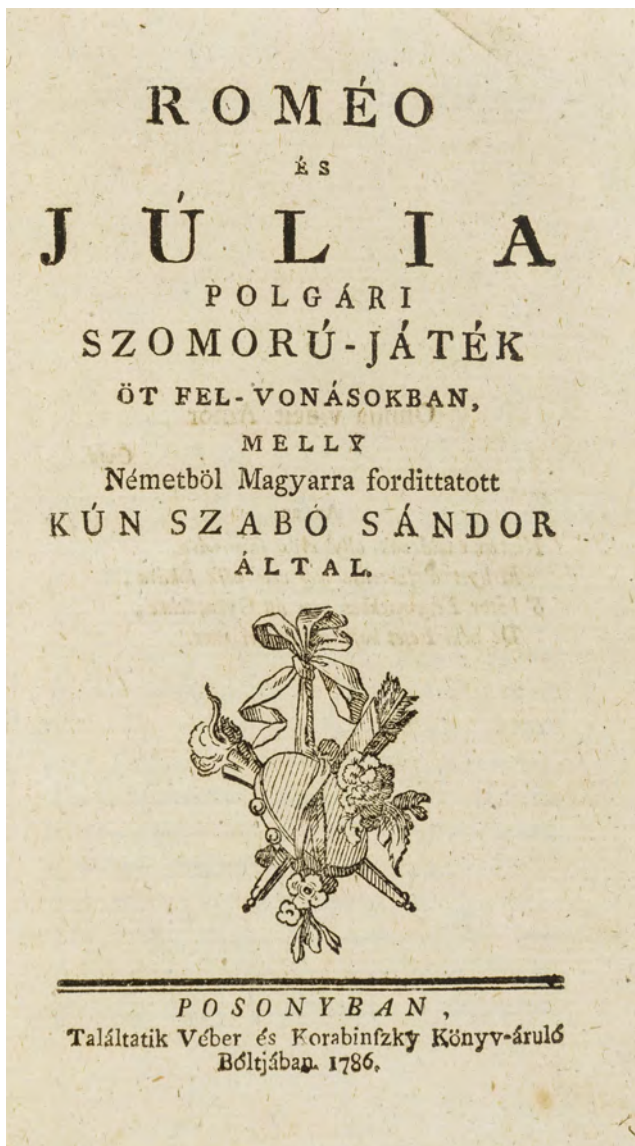 ROMÉO
ÉS
JÚLIA
POLGÁRI
SZOMORÚ-JÁTÉK
ÖT FEL-VONÁSOKBAN,
MELLY
Németböl Magyarra fordittatott
KÚN SZABÓ SÁNDOR
ÁLTAL.
POSONYBAN,
Találtatik Véber és Korabinſzky Könyv-áruló
Bóltjában. 1786.